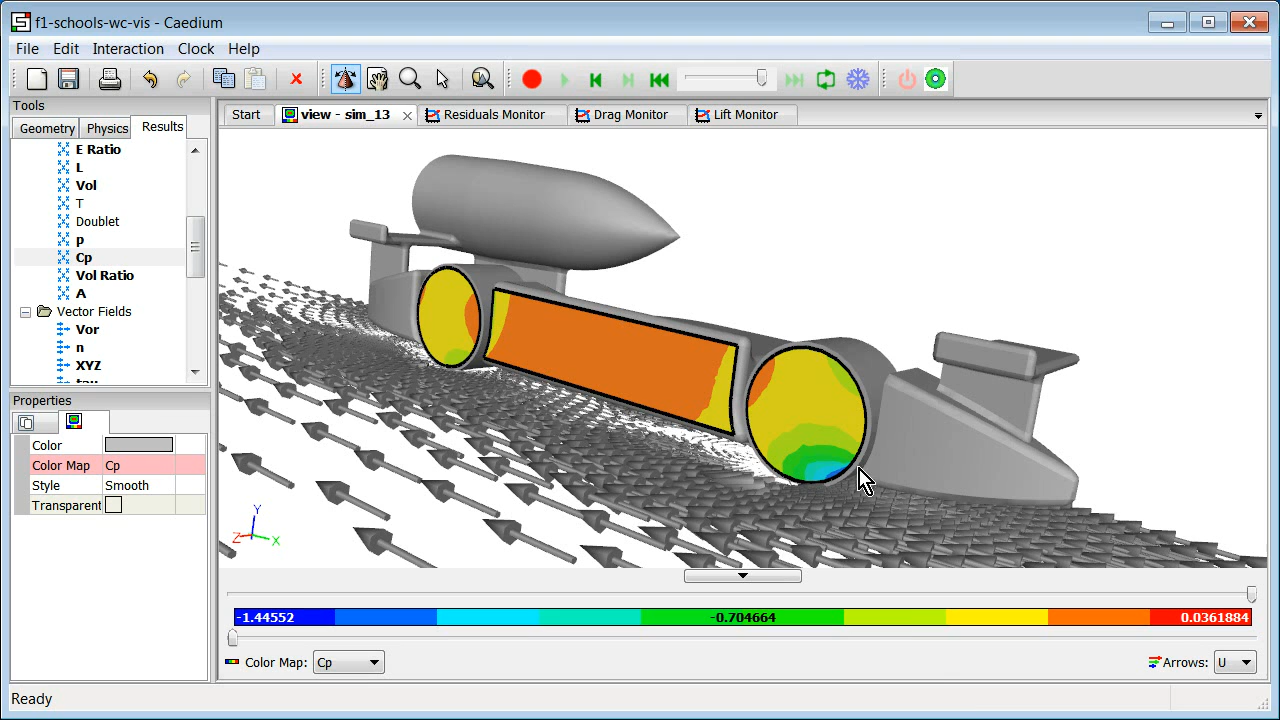 f1-schools-wc-vis - Caedium
File Edit Interaction Clock Help
Tools
Geometry Physics Results
E Ratio
L
Vol
T
Doublet
p
Cp
Vol Ratio
A
Vector Fields
Vor
n
XYZ
Properties
Color
Color Map Cp
Style Smooth
Transparent
Start view - sim_13 Residuals Monitor Drag Monitor Lift Monitor
Y
Z X
-1.44552 -0.704664 0.0361884
Color Map: Cp Arrows: U
Ready